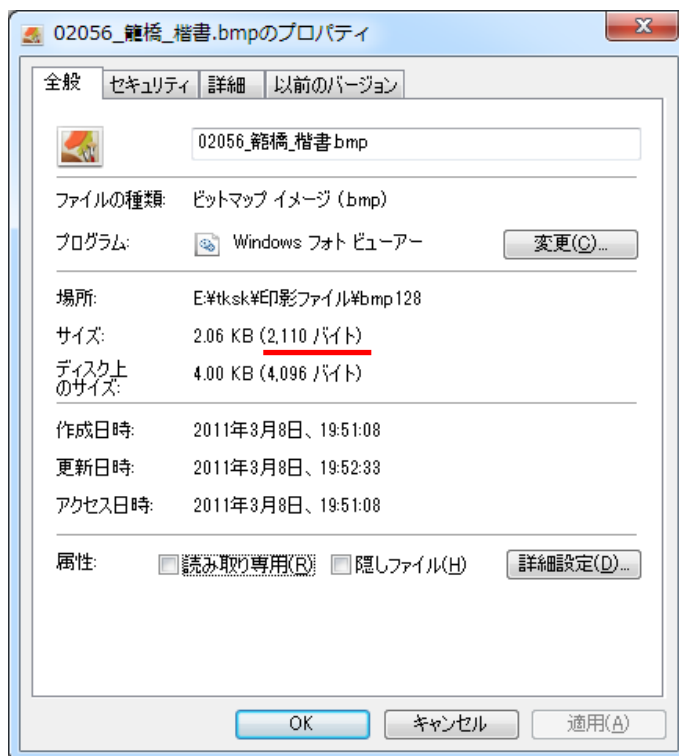 02056_籠橋_楷書.bmpのプロパティ
全般 セキュリティ 詳細 以前のバージョン
02056_籠橋_楷書.bmp
ファイルの種類: ビットマップ イメージ (.bmp)
プログラム: Windows フォト ビューアー 変更(C)...
場所: E:¥tksk¥印影ファイル¥bmp128
サイズ: 2.06 KB (2,110 バイト)
ディスク上
のサイズ: 4.00 KB (4,096 バイト)
作成日時: 2011年3月8日、19:51:08
更新日時: 2011年3月8日、19:52:33
アクセス日時: 2011年3月8日、19:51:08
属性: 読み取り専用(R) 隠しファイル(H) 詳細設定(D)...
OK キャンセル 適用(A)